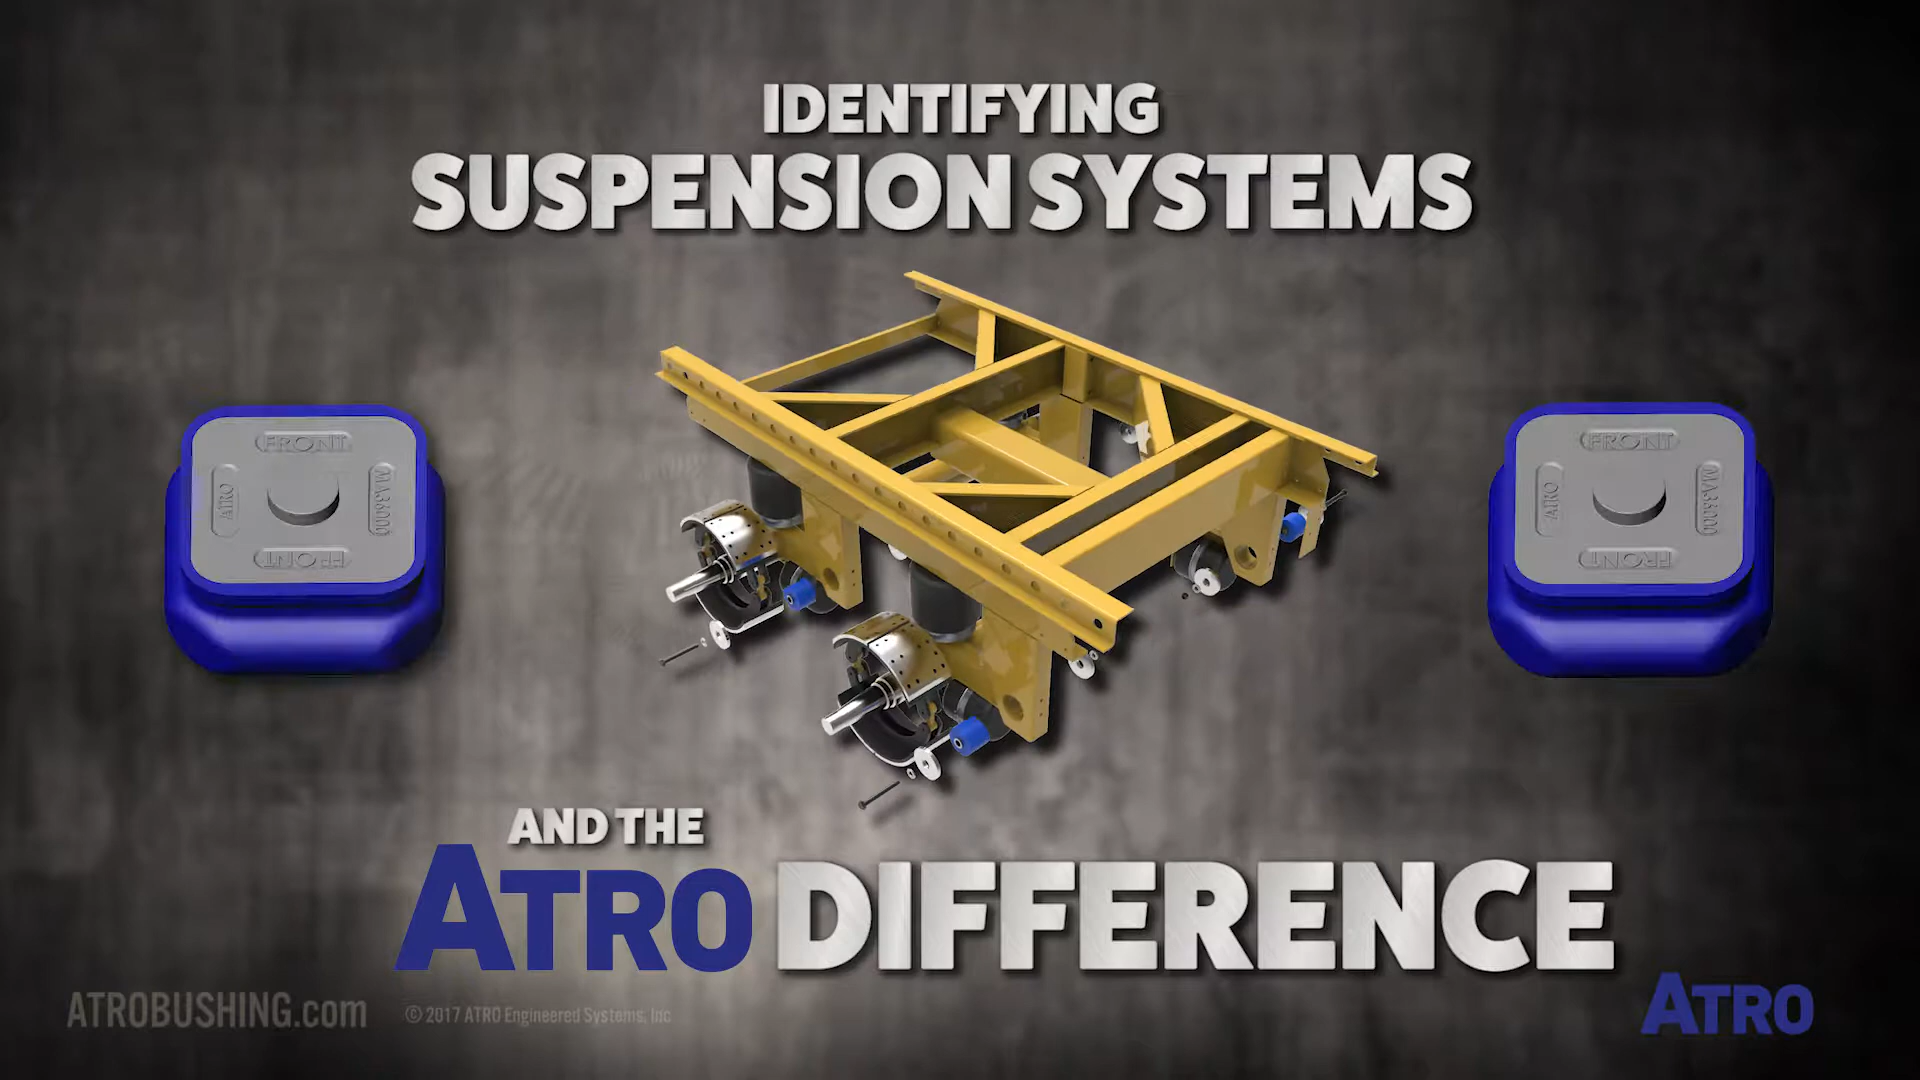 IDENTIFYING
SUSPENSION SYSTEMS
FRONT
ATRO
MA39000
FRONT
FRONT
ATRO
FRONT
AND THE
ATRO DIFFERENCE
ATROBUSHING.com
© 2017 ATRO Engineered Systems, Inc
ATRO